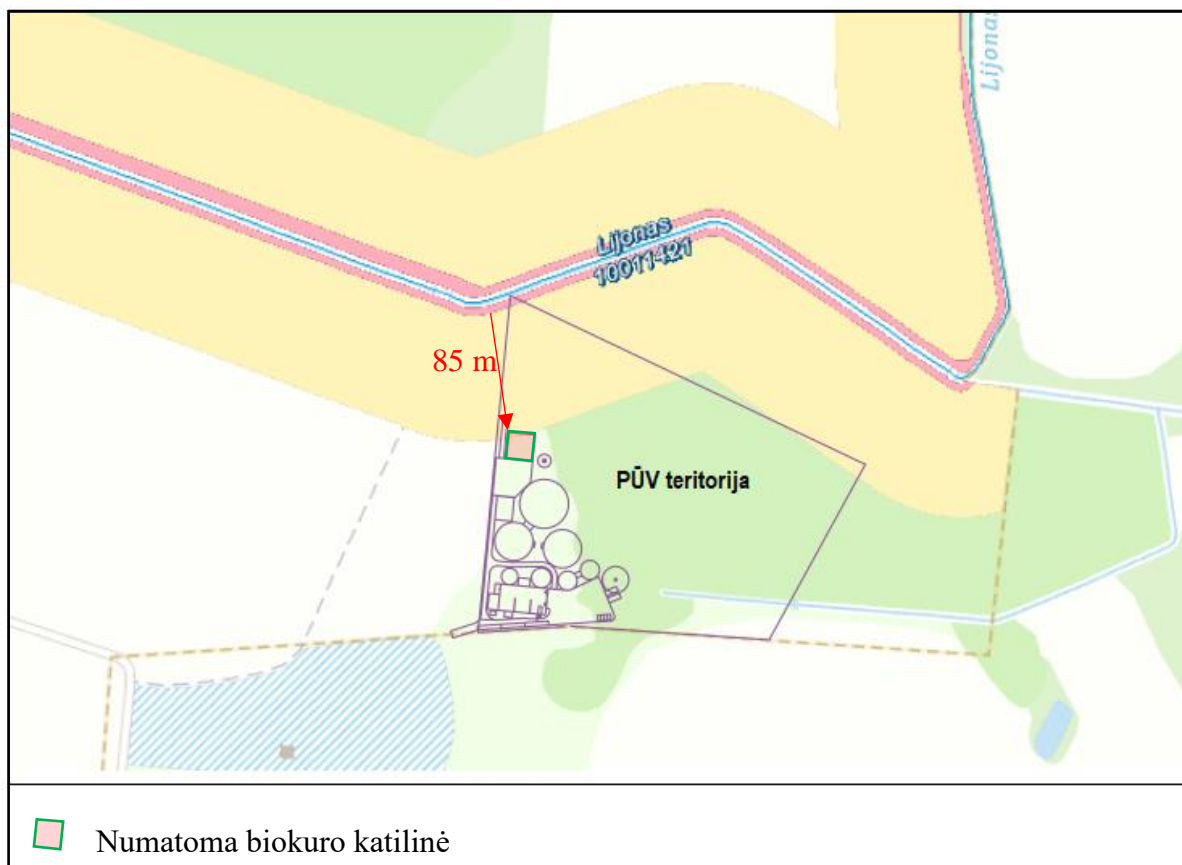 Lijonas
Lijonas
10011421
85 m
PŪV teritorija
Numatoma biokuro katilinė